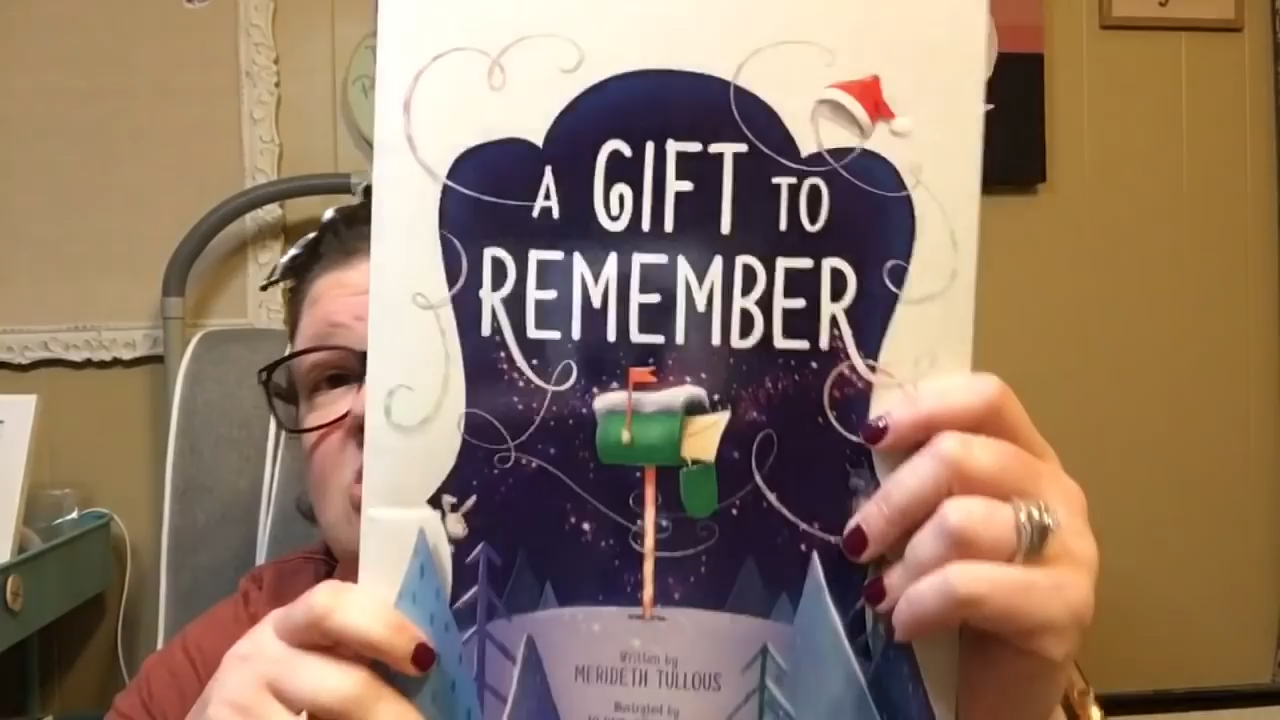 A GIFT TO
REMEMBER
Written by
MERIDETH TULLOUS
Illustrated by